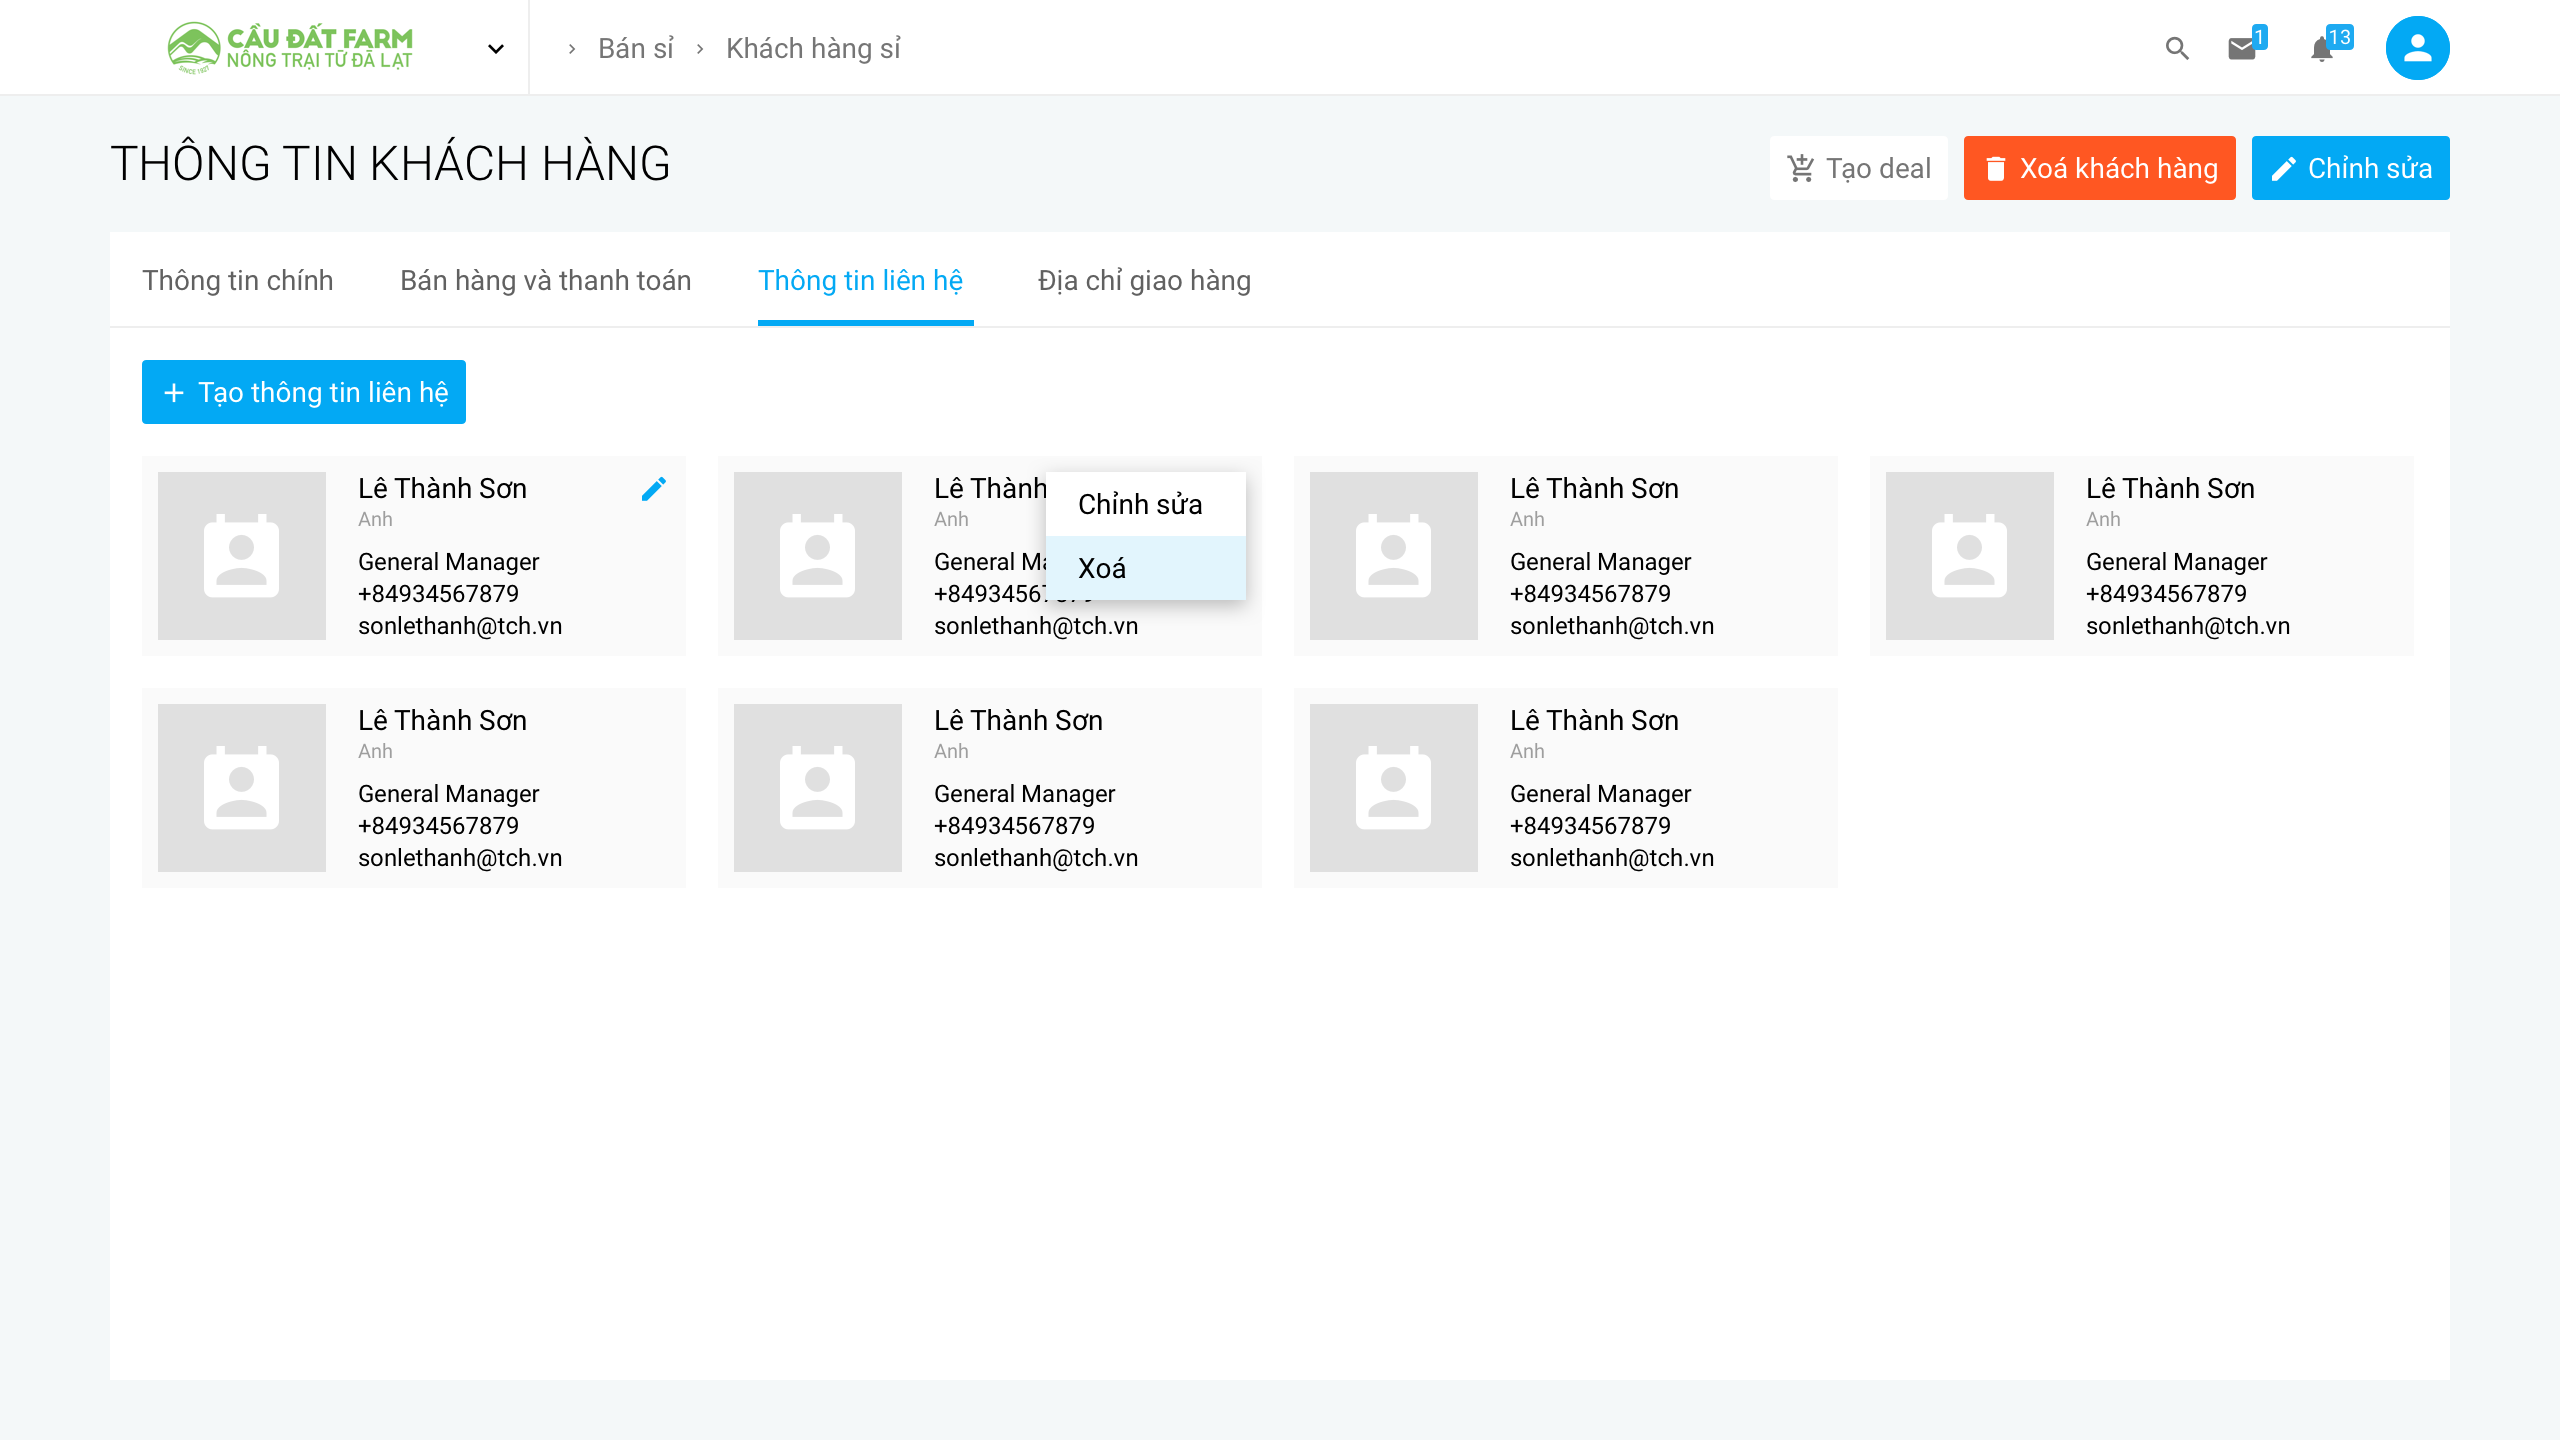 CẦU ĐẤT FARM
NÔNG TRẠI TỪ ĐÀ LẠT
SINCE 1927
Bán sỉ
Khách hàng sỉ
1
13
THÔNG TIN KHÁCH HÀNG
Tạo deal
Xoá khách hàng
Chỉnh sửa
Thông tin chính
Bán hàng và thanh toán
Thông tin liên hệ
Địa chỉ giao hàng
Tạo thông tin liên hệ
Lê Thành Sơn
Anh
General Manager
+84934567879
sonlethanh@tch.vn
Lê Thành
Anh
General Ma
+84934567879
sonlethanh@tch.vn
Chỉnh sửa
Xoá
Lê Thành Sơn
Anh
General Manager
+84934567879
sonlethanh@tch.vn
Lê Thành Sơn
Anh
General Manager
+84934567879
sonlethanh@tch.vn
Lê Thành Sơn
Anh
General Manager
+84934567879
sonlethanh@tch.vn
Lê Thành Sơn
Anh
General Manager
+84934567879
sonlethanh@tch.vn
Lê Thành Sơn
Anh
General Manager
+84934567879
sonlethanh@tch.vn